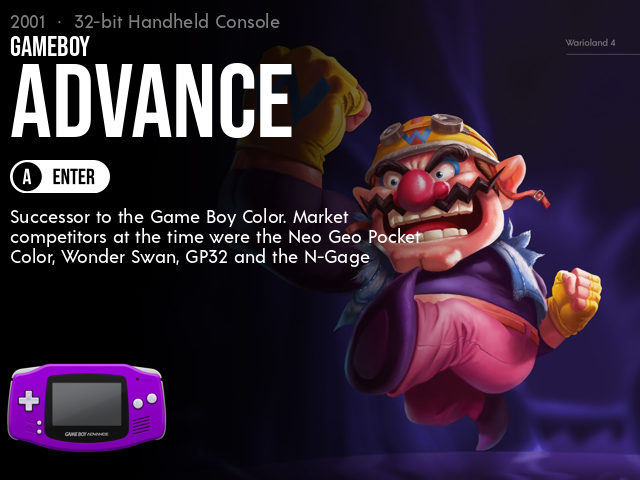 2001 · 32-bit Handheld Console
GAMEBOY
ADVANCE
Warioland 4
A ENTER
Successor to the Game Boy Color. Market
competitors at the time were the Neo Geo Pocket
Color, Wonder Swan, GP32 and the N-Gage
W
GAME BOY ADVANCE